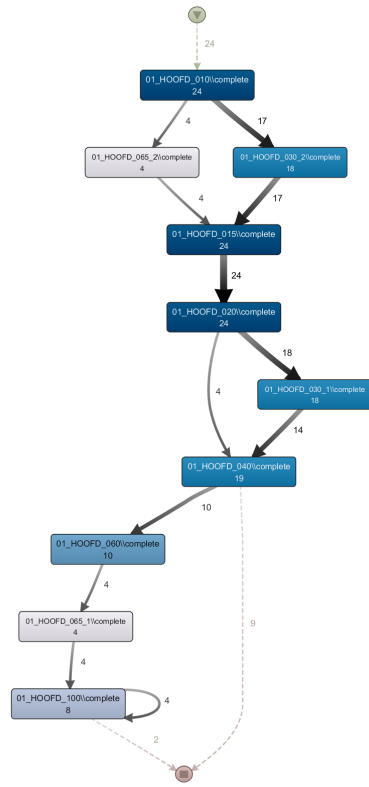 24
01_HOOFD_010\\complete
24
4
17
01_HOOFD_065_2\\complete
4
01_HOOFD_030_2\\complete
18
4
17
01_HOOFD_015\\complete
24
24
01_HOOFD_020\\complete
24
18
4
01_HOOFD_030_1\\complete
18
14
01_HOOFD_040\\complete
19
10
01_HOOFD_060\\complete
10
4
01_HOOFD_065_1\\complete
4
9
4
01_HOOFD_100\\complete
8
4
2